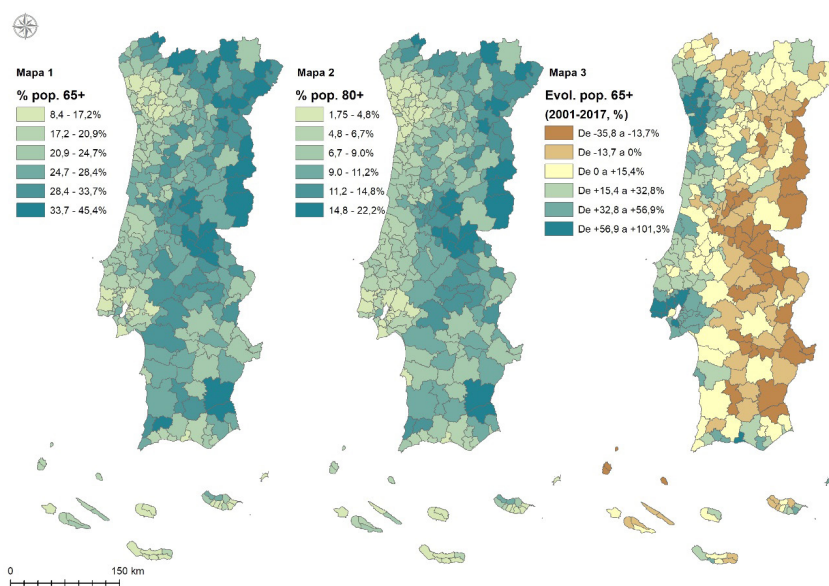 Mapa 1
% pop. 65+
8,4 - 17,2%
17,2 - 20,9%
20,9 - 24,7%
24,7 - 28,4%
28,4 - 33,7%
33,7 - 45,4%
Mapa 2
% pop. 80+
1,75 - 4,8%
4,8 - 6,7%
6,7 - 9.0%
9.0 - 11,2%
11,2 - 14,8%
14,8 - 22,2%
Mapa 3
Evol. pop. 65+
(2001-2017, %)
De -35,8 a -13,7%
De -13,7 a 0%
De 0 a +15,4%
De +15,4 a +32,8%
De +32,8 a +56,9%
De +56,9 a +101,3%
0 150 km